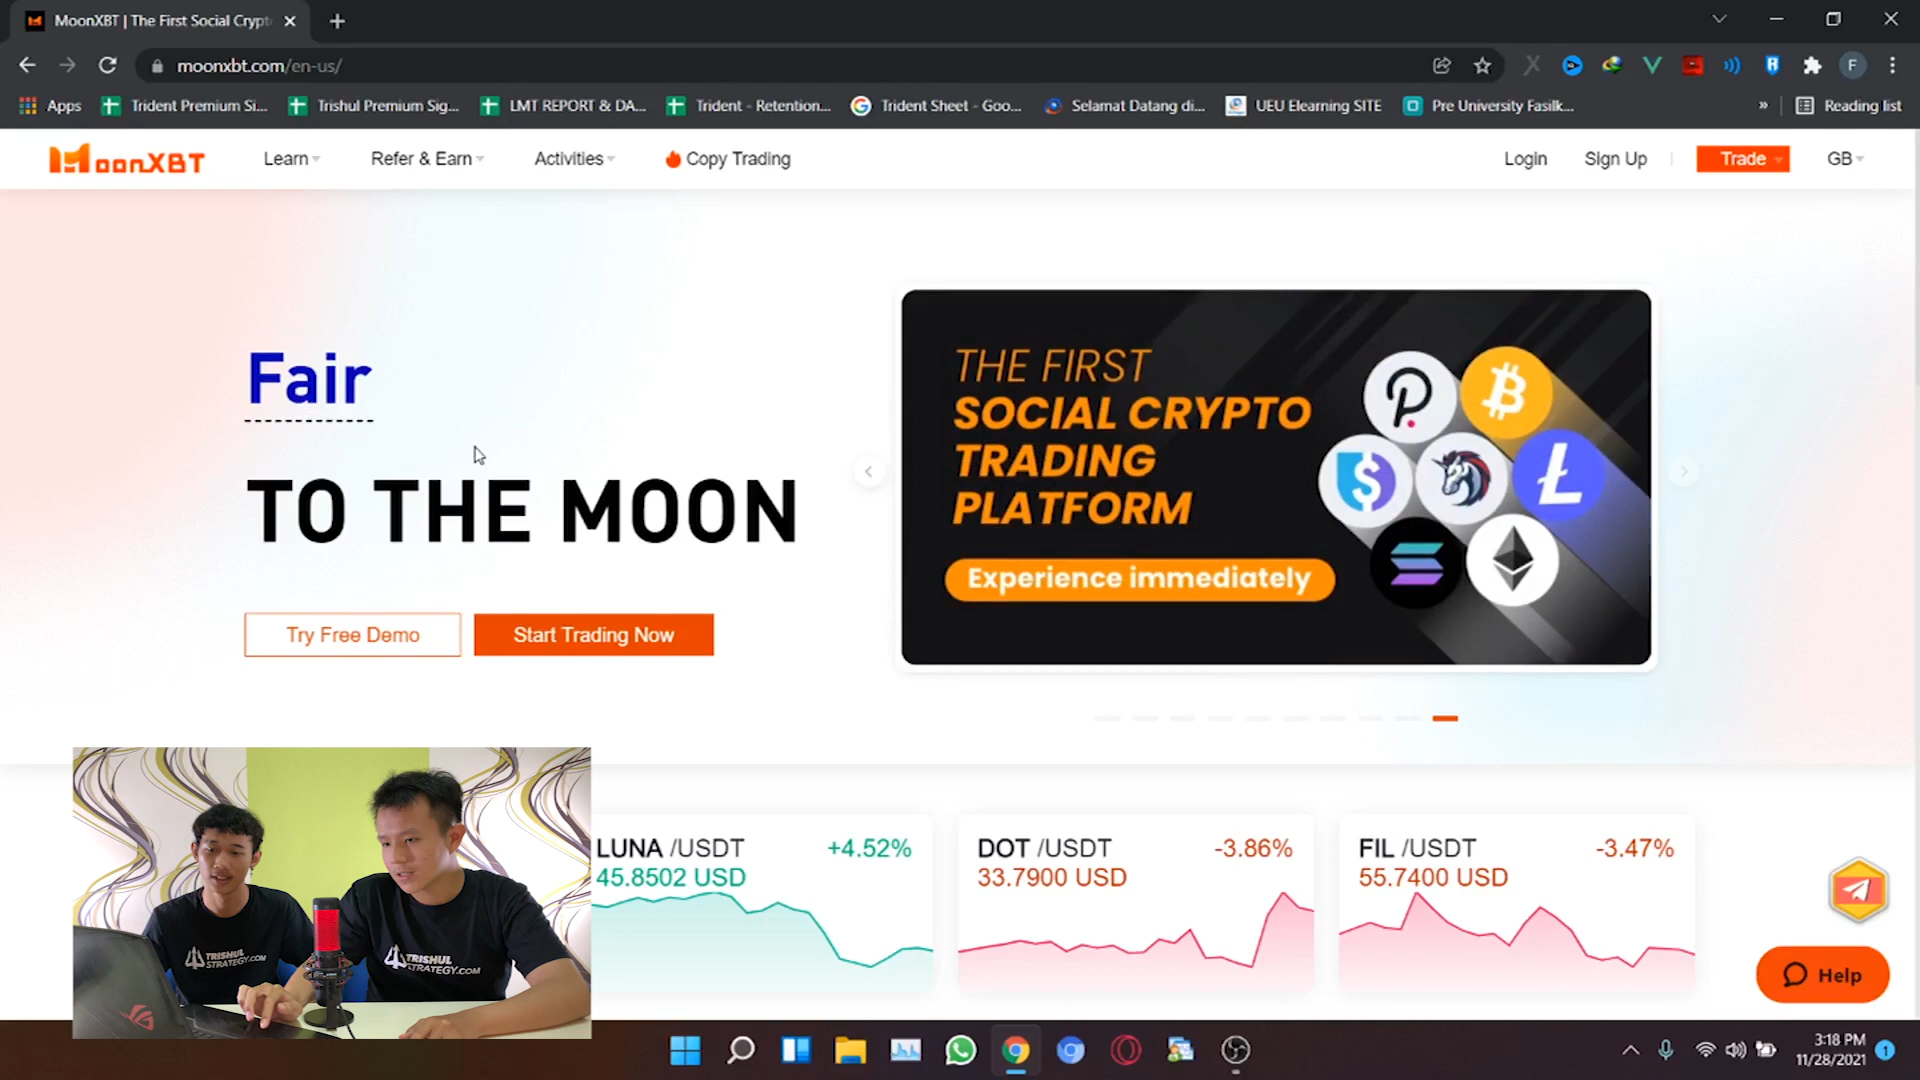 MoonXBT | The First Social Crypt
moonxbt.com/en-us/
F
Apps
Trident Premium Si...
Trishul Premium Sig...
LMT REPORT & DA...
Trident - Retention...
Trident Sheet - Goo...
Selamat Datang di...
UEU Elearning SITE
Pre University Fasilk...
»
Reading list
MoonXBT
Learn
Refer & Earn
Activities
Copy Trading
Login
Sign Up
Trade
GB
Fair
TO THE MOON
Try Free Demo
Start Trading Now
THE FIRST
SOCIAL CRYPTO
TRADING
PLATFORM
Experience immediately
LUNA /USDT
+4.52%
45.8502 USD
DOT /USDT
-3.86%
33.7900 USD
FIL /USDT
-3.47%
55.7400 USD
TRISHUL
STRATEGY.COM
TRISHUL
STRATEGY.COM
Help
3:18 PM
11/28/2021
1